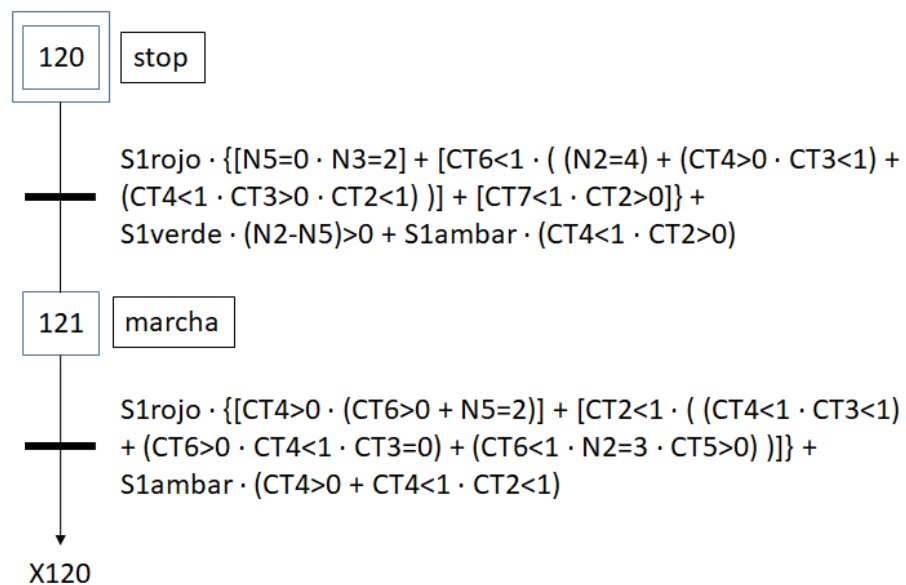 120
stop
S1rojo · {[N5=0 · N3=2] + [CT6<1 · ( (N2=4) + (CT4>0 · CT3<1) +
(CT4<1 · CT3>0 · CT2<1) )] + [CT7<1 · CT2>0]} +
S1verde · (N2-N5)>0 + S1ambar · (CT4<1 · CT2>0)
121
marcha
S1rojo · {[CT4>0 · (CT6>0 + N5=2)] + [CT2<1 · ( (CT4<1 · CT3<1)
+ (CT6>0 · CT4<1 · CT3=0) + (CT6<1 · N2=3 · CT5>0) )]} +
S1ambar · (CT4>0 + CT4<1 · CT2<1)
X120